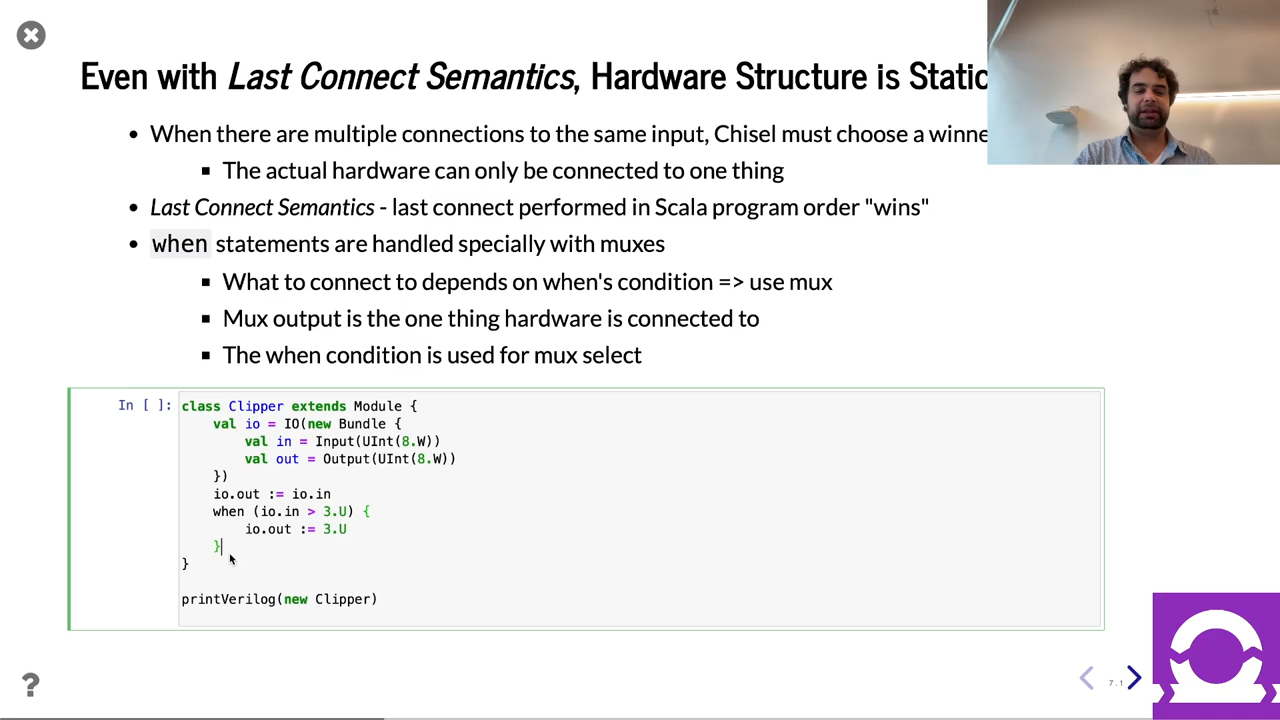 Even with Last Connect Semantics, Hardware Structure is Static
When there are multiple connections to the same input, Chisel must choose a winne
The actual hardware can only be connected to one thing
Last Connect Semantics - last connect performed in Scala program order "wins"
when statements are handled specially with muxes
What to connect to depends on when's condition => use mux
Mux output is the one thing hardware is connected to
The when condition is used for mux select
In [ ]:
class Clipper extends Module {
    val io = IO(new Bundle {
        val in = Input(UInt(8.W))
        val out = Output(UInt(8.W))
    })
    io.out := io.in
    when (io.in > 3.U) {
        io.out := 3.U
    }
}
printVerilog(new Clipper)
?
7.1